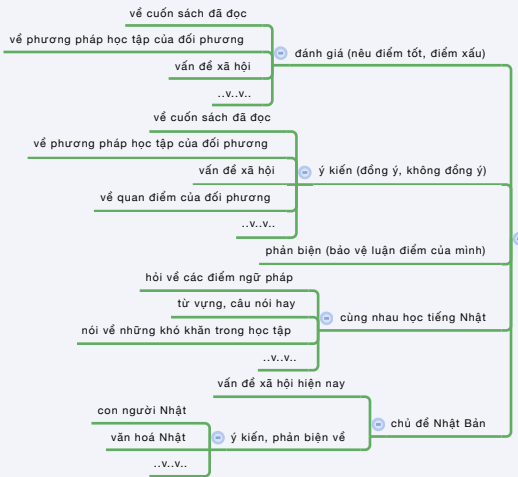 về cuốn sách đã đọc
về phương pháp học tập của đối phương
vấn đề xã hội
..v..v..
đánh giá (nêu điểm tốt, điểm xấu)
về cuốn sách đã đọc
về phương pháp học tập của đối phương
vấn đề xã hội
về quan điểm của đối phương
..v..v..
ý kiến (đồng ý, không đồng ý)
phản biện (bảo vệ luận điểm của mình)
hỏi về các điểm ngữ pháp
từ vựng, câu nói hay
nói về những khó khăn trong học tập
..v..v..
cùng nhau học tiếng Nhật
vấn đề xã hội hiện nay
con người Nhật
văn hoá Nhật
..v..v..
ý kiến, phản biện về
chủ đề Nhật Bản